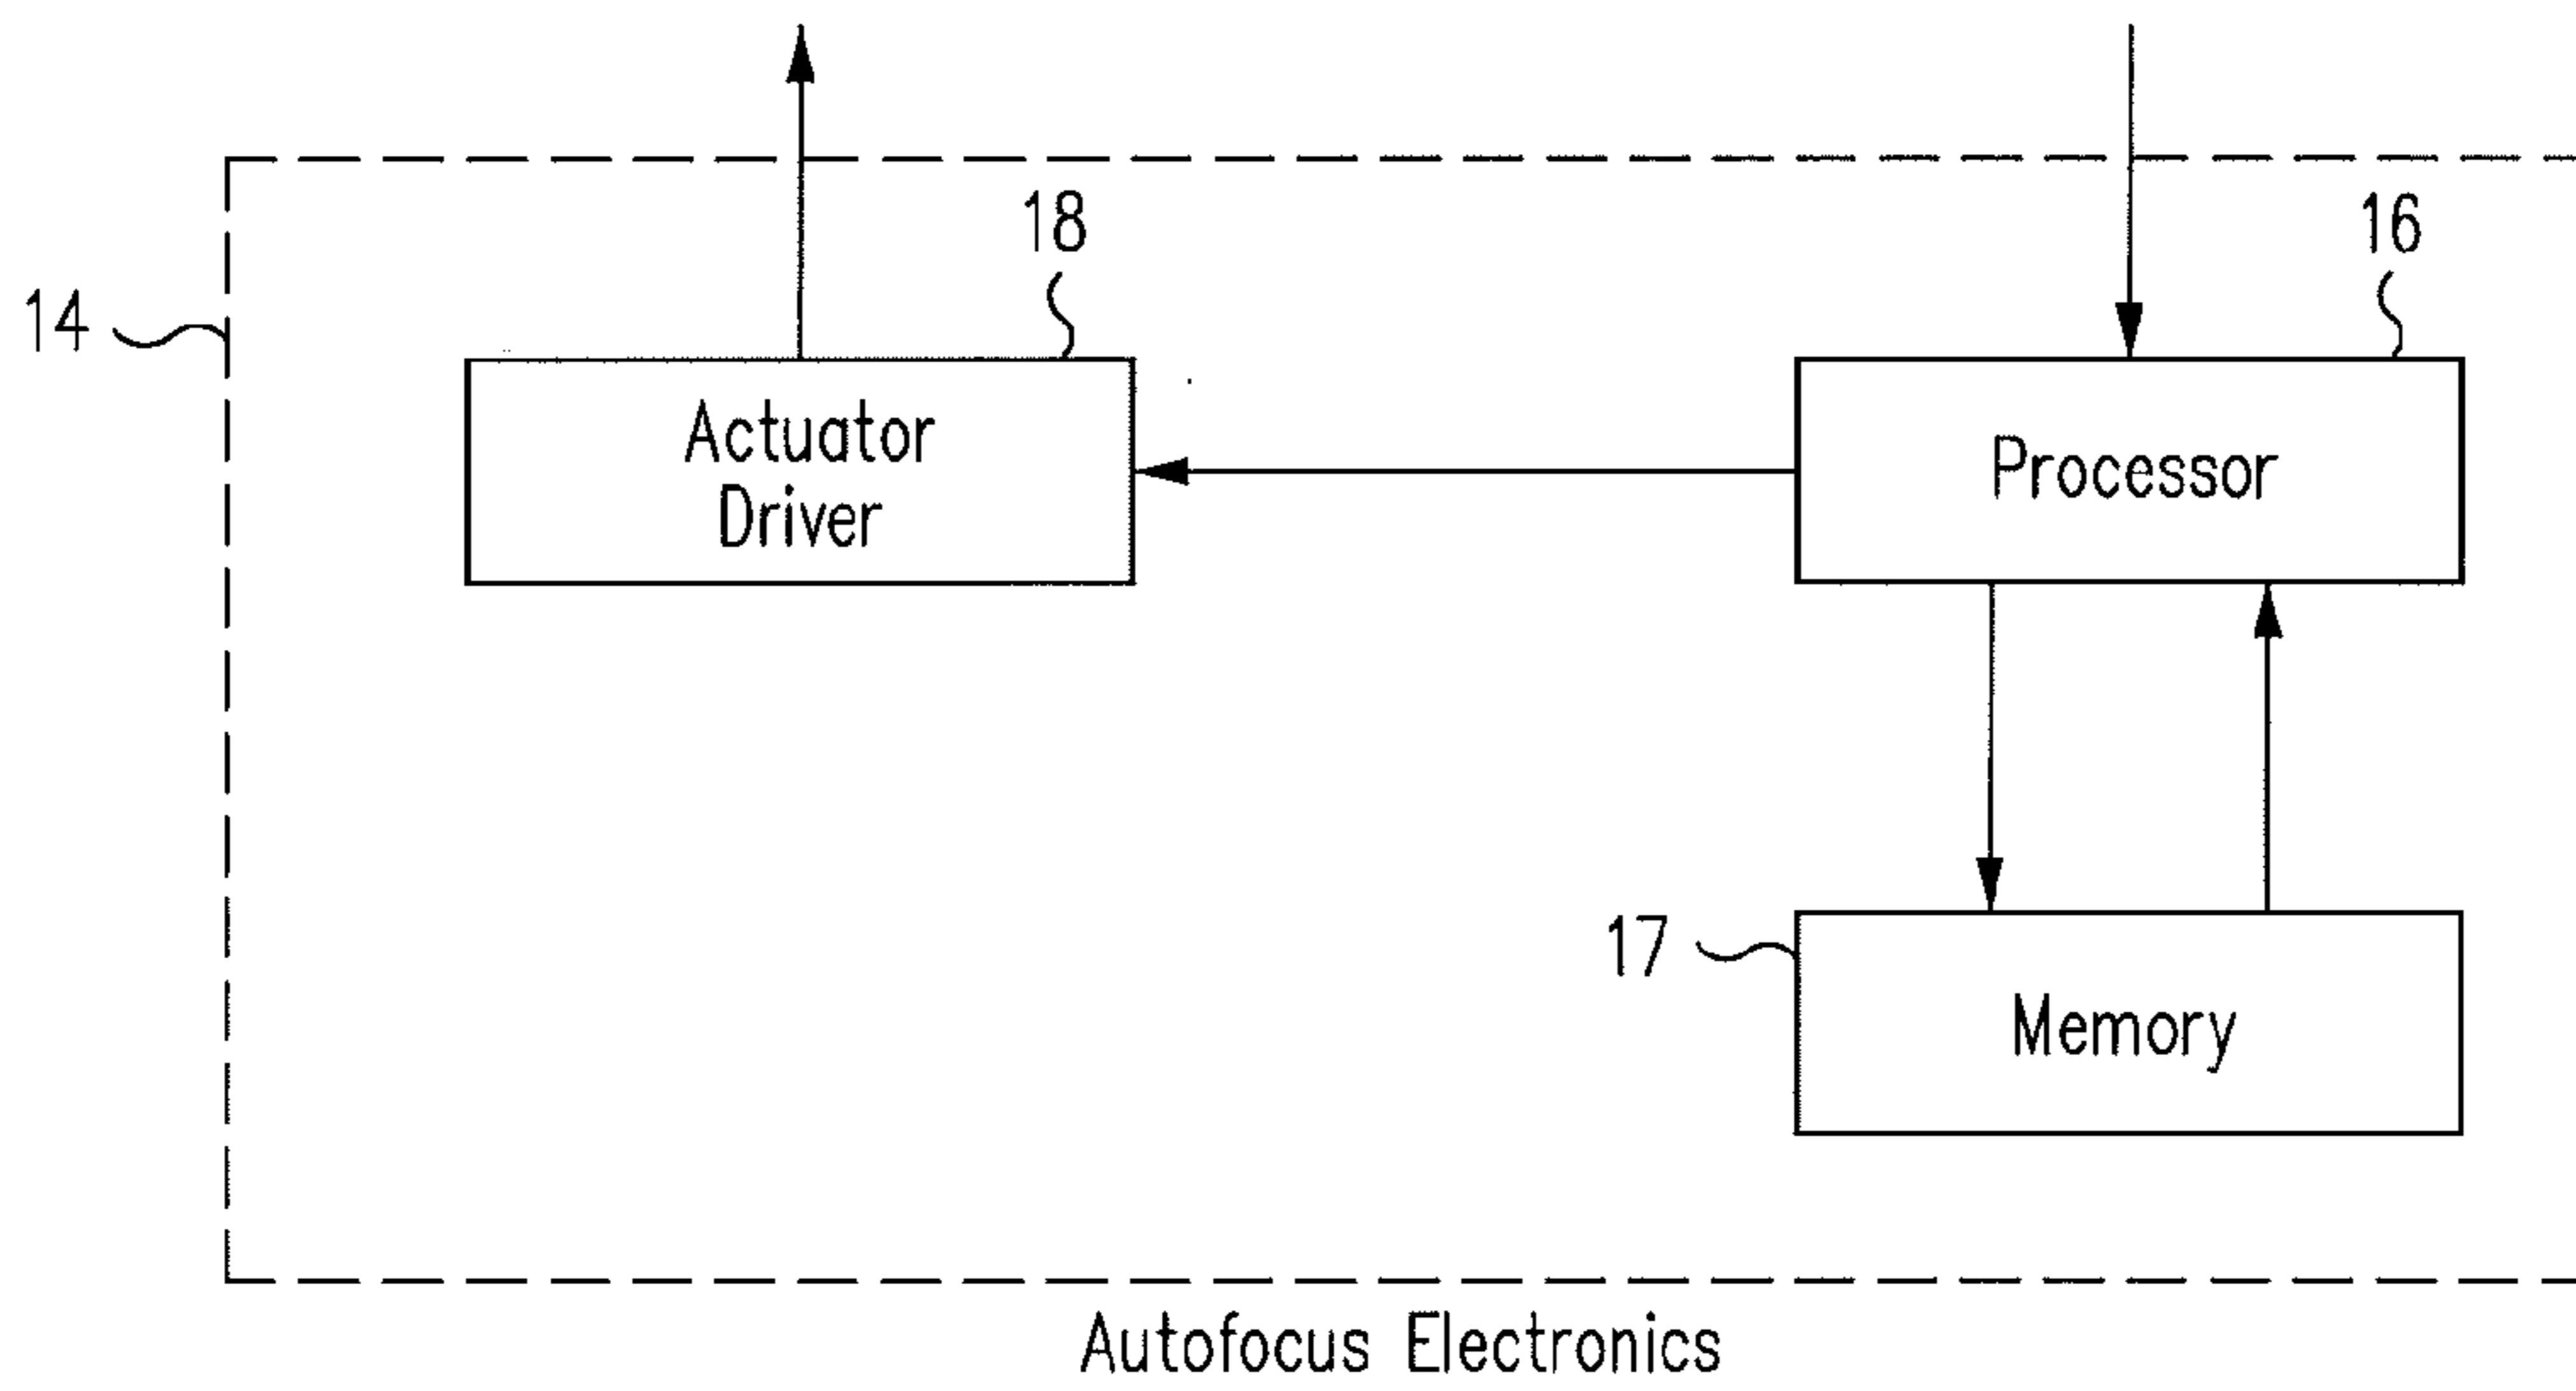 18
16
14
Actuator
Driver
Processor
17
Memory
Autofocus Electronics